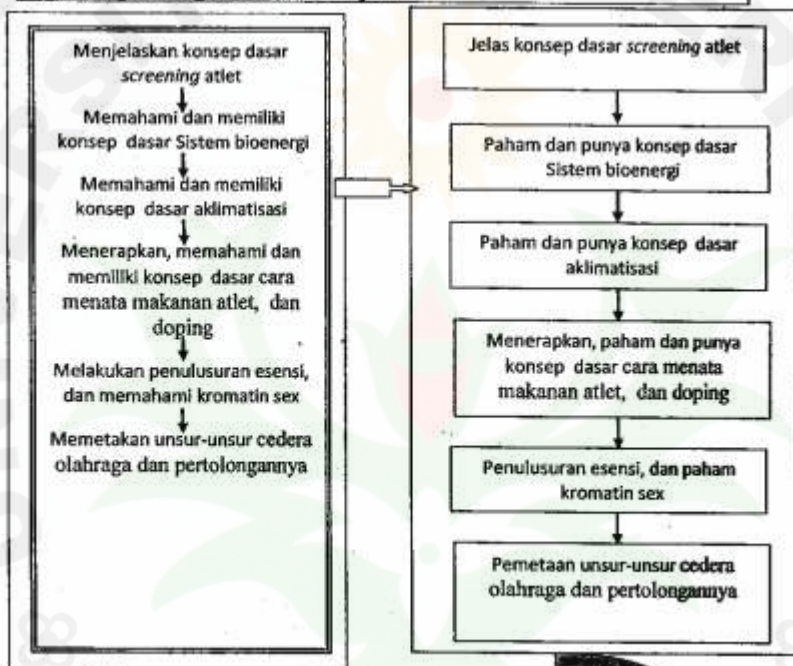 Menjelaskan konsep dasar
screening atlet
Memahami dan memiliki
konsep dasar Sistem bioenergi
Memahami dan memiliki
konsep dasar aklimatisasi
Menerapkan, memahami dan
memiliki konsep dasar cara
menata makanan atlet, dan
doping
Melakukan penulusuran esensi,
dan memahami kromatin sex
Memetakan unsur-unsur cedera
olahraga dan pertolongannya
Jelas konsep dasar screening atlet
Paham dan punya konsep dasar
Sistem bioenergi
Paham dan punya konsep dasar
aklimatisasi
Menerapkan, paham dan punya
konsep dasar cara menata
makanan atlet, dan doping
Penulusuran esensi, dan paham
kromatin sex
Pemetaan unsur-unsur cedera
olahraga dan pertolongannya